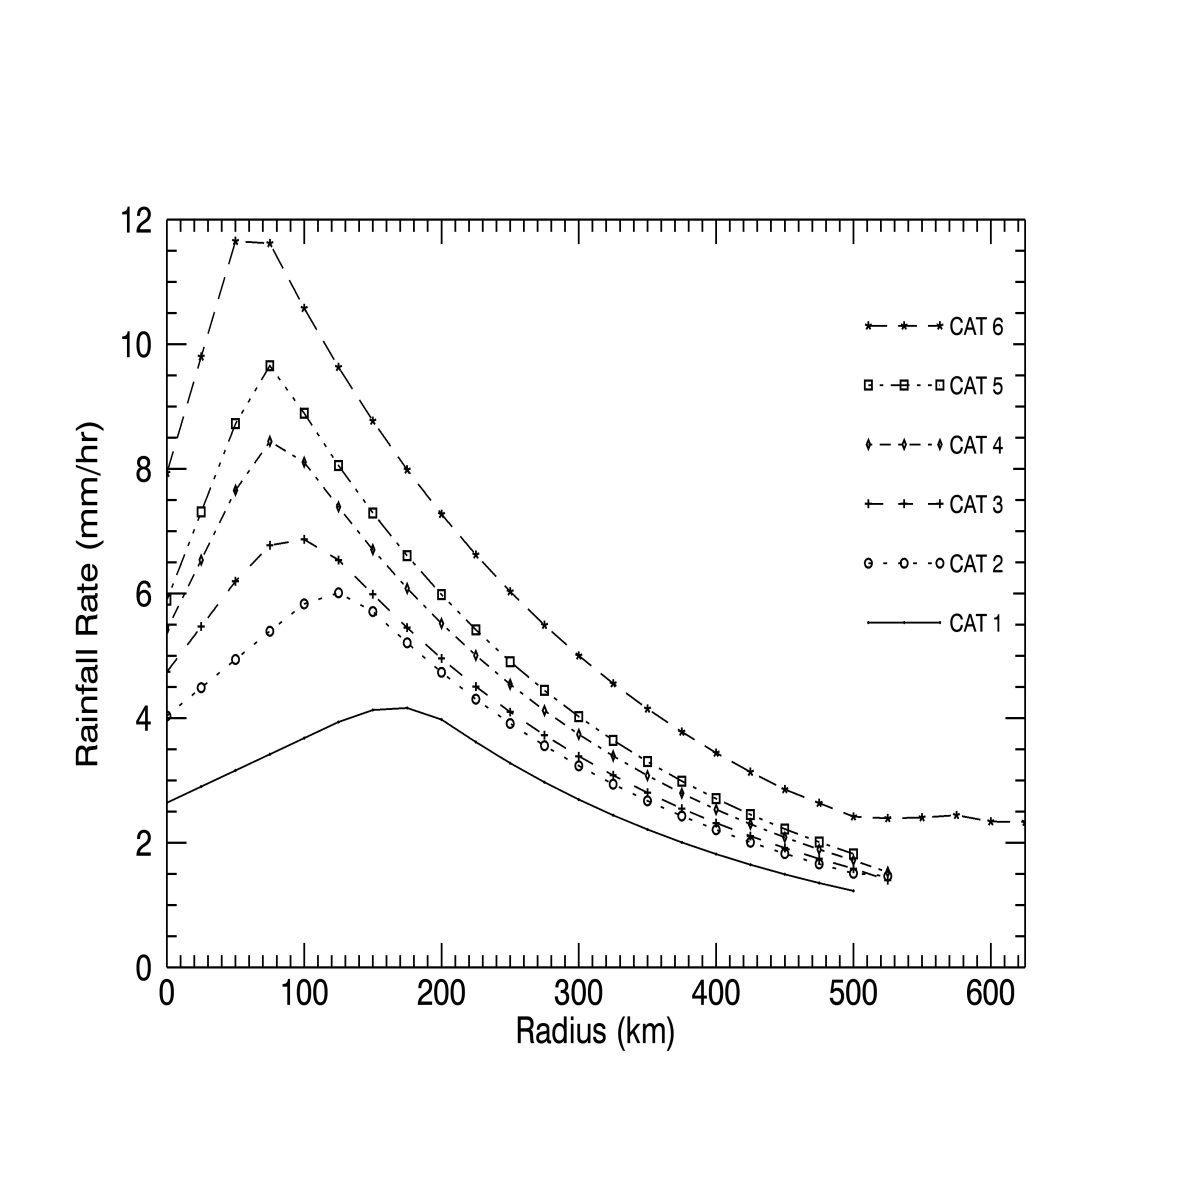 12
10
8
6
4
2
0
Rainfall Rate (mm/hr)
CAT 6
CAT 5
CAT 4
CAT 3
CAT 2
CAT 1
0 100 200 300 400 500 600
Radius (km)